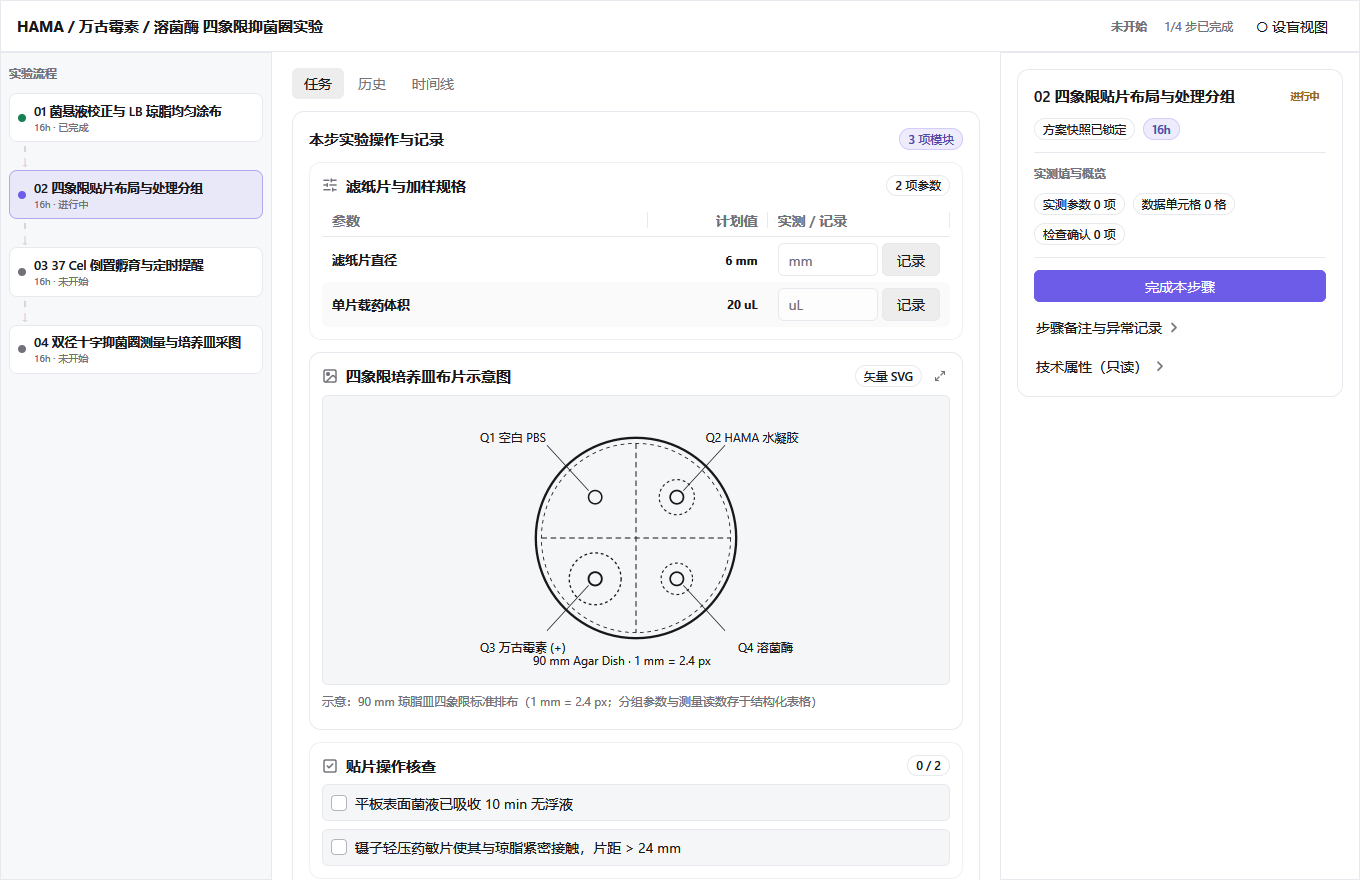 HAMA / 万古霉素 / 溶菌酶 四象限抑菌圈实验
未开始 1/4 步已完成 设盲视图
实验流程
01 菌悬液校正与 LB 琼脂均匀涂布
16h · 已完成
02 四象限贴片布局与处理分组
16h · 进行中
03 37 Cel 倒置孵育与定时提醒
16h · 未开始
04 双径十字抑菌圈测量与培养皿采图
16h · 未开始
任务 历史 时间线
本步实验操作与记录 3 项模块
滤纸片与加样规格 2 项参数
参数 计划值 实测 / 记录
滤纸片直径 6 mm mm 记录
单片载药体积 20 uL uL 记录
四象限培养皿布片示意图 矢量 SVG
Q1 空白 PBS Q2 HAMA 水凝胶
Q3 万古霉素 (+) Q4 溶菌酶
90 mm Agar Dish · 1 mm = 2.4 px
示意：90 mm 琼脂皿四象限标准排布（1 mm = 2.4 px；分组参数与测量读数存于结构化表格）
贴片操作核查 0 / 2
平板表面菌液已吸收 10 min 无浮液
镊子轻压药敏片使其与琼脂紧密接触，片距 > 24 mm
02 四象限贴片布局与处理分组 进行中
方案快照已锁定 16h
实测填写概览
实测参数 0 项 数据单元格 0 格
检查确认 0 项
完成本步骤
步骤备注与异常记录
技术属性（只读）